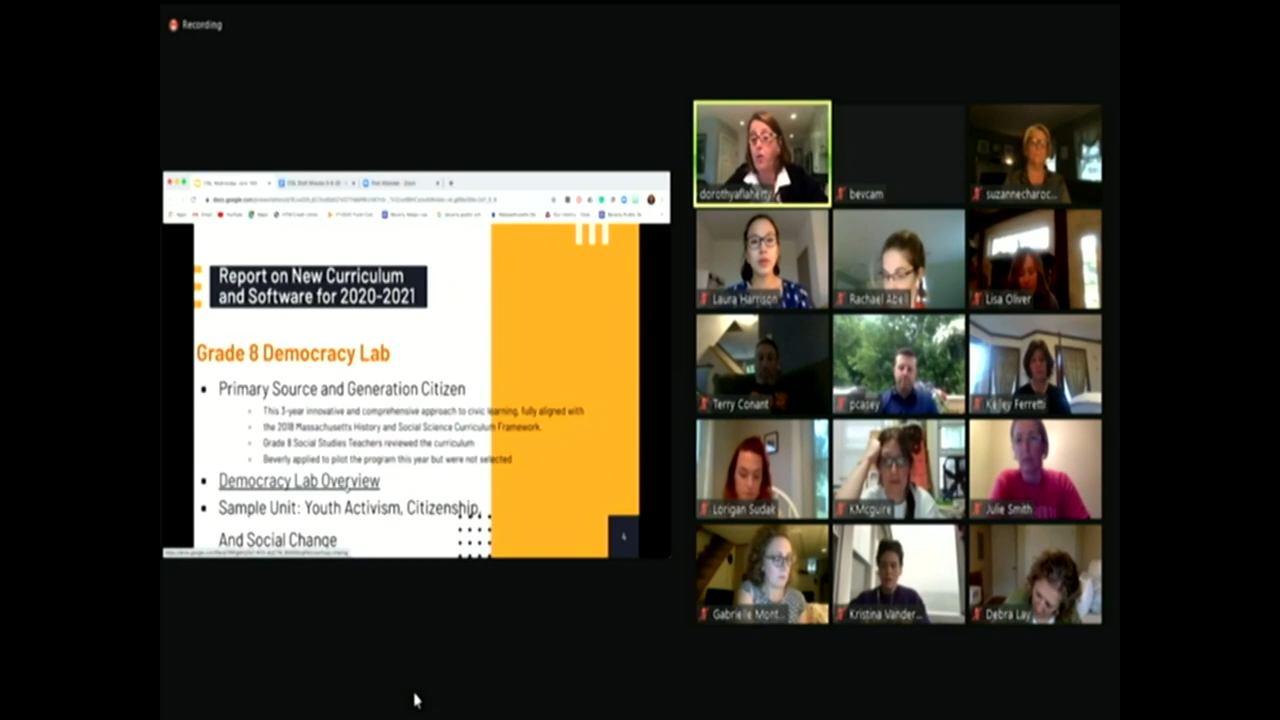 Recording
Report on New Curriculum
and Software for 2020-2021
Grade 8 Democracy Lab
Primary Source and Generation Citizen
This 3-year innovative and comprehensive approach to civic learning, fully aligned with
the 2018 Massachusetts History and Social Science Curriculum Framework.
Grade 8 Social Studies Teachers reviewed the curriculum
Beverly applied to pilot the program this year but were not selected
Democracy Lab Overview
Sample Unit: Youth Activism, Citizenship,
And Social Change
4
dorothyaflaherty
bevcam
suzannecharoc...
Laura Harrison
Rachael Abell
Lisa Oliver
Terry Conant
pcasey
Kelley Ferretti
Lorigan Sudak
KMcguire
Julie Smith
Gabrielle Mont...
Kristina Vander...
Debra Lay